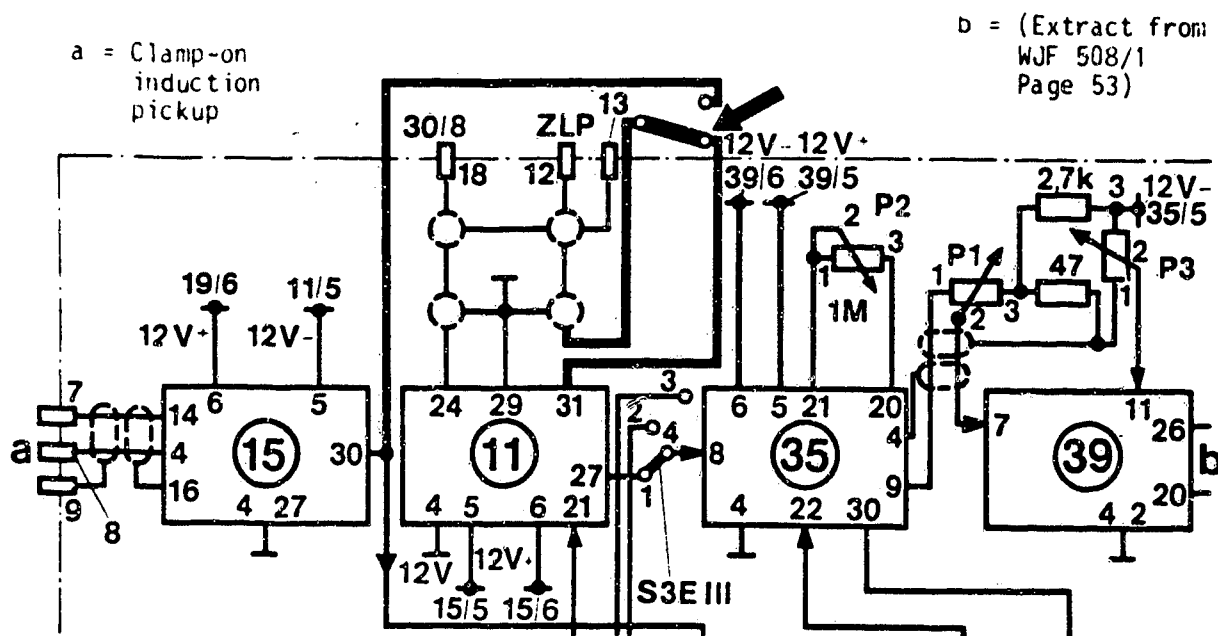 a = Clamp-on
induction
pickup
b = (Extract from
WJF 508/1
Page 53)
30/8 ZLP 13
18 12
12V- 12V+
39/6 39/5
2 P2
1 3
1M
2,7k 3 12V-
35/5
P1 47 2 P3
1 2 3 1
19/6 11/5
12V+ 12V-
7 14 6 5
a 4 15 30
9 16 4 27
8
24 29 31
11 27
4 5 6 21
12V 12V+
15/5 15/6
3
2 4
1
S3E III
6 5 21 20
8 35 4
9
4 22 30
7 11 26
39 b
20
4 2